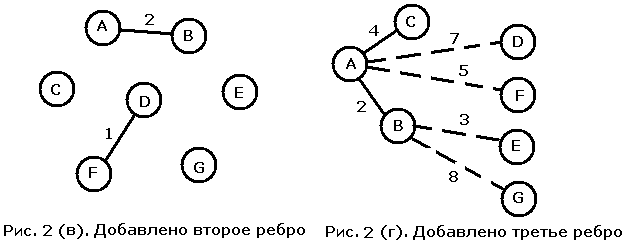 A 2 B
C D E
1
F G
Рис. 2 (в). Добавлено второе ребро
C
4 7 D
A
5 F
2
B 3 E
8
G
Рис. 2 (г). Добавлено третье ребро